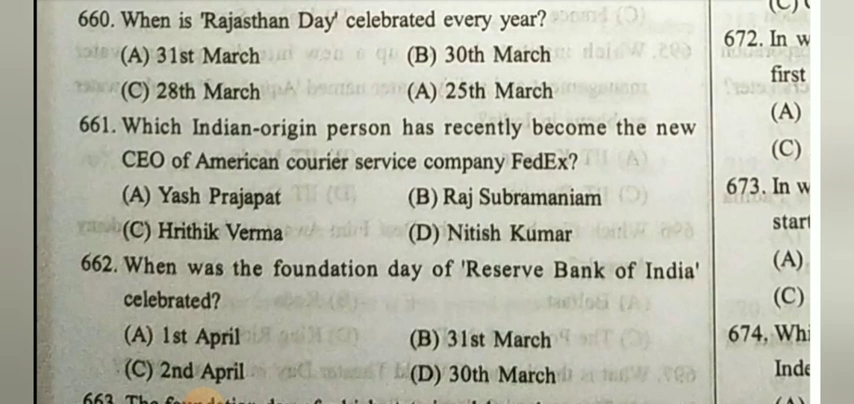 660. When is 'Rajasthan Day' celebrated every year?
(A) 31st March (B) 30th March
(C) 28th March (A) 25th March
661. Which Indian-origin person has recently become the new
CEO of American courier service company FedEx?
(A) Yash Prajapat (B) Raj Subramaniam
(C) Hrithik Verma (D) Nitish Kumar
662. When was the foundation day of 'Reserve Bank of India'
celebrated?
(A) 1st April (B) 31st March
(C) 2nd April (D) 30th March
663. The
(C)
672. In w
first
(A)
(C)
673. In w
start
(A)
(C)
674. Whi
Inde
(A)